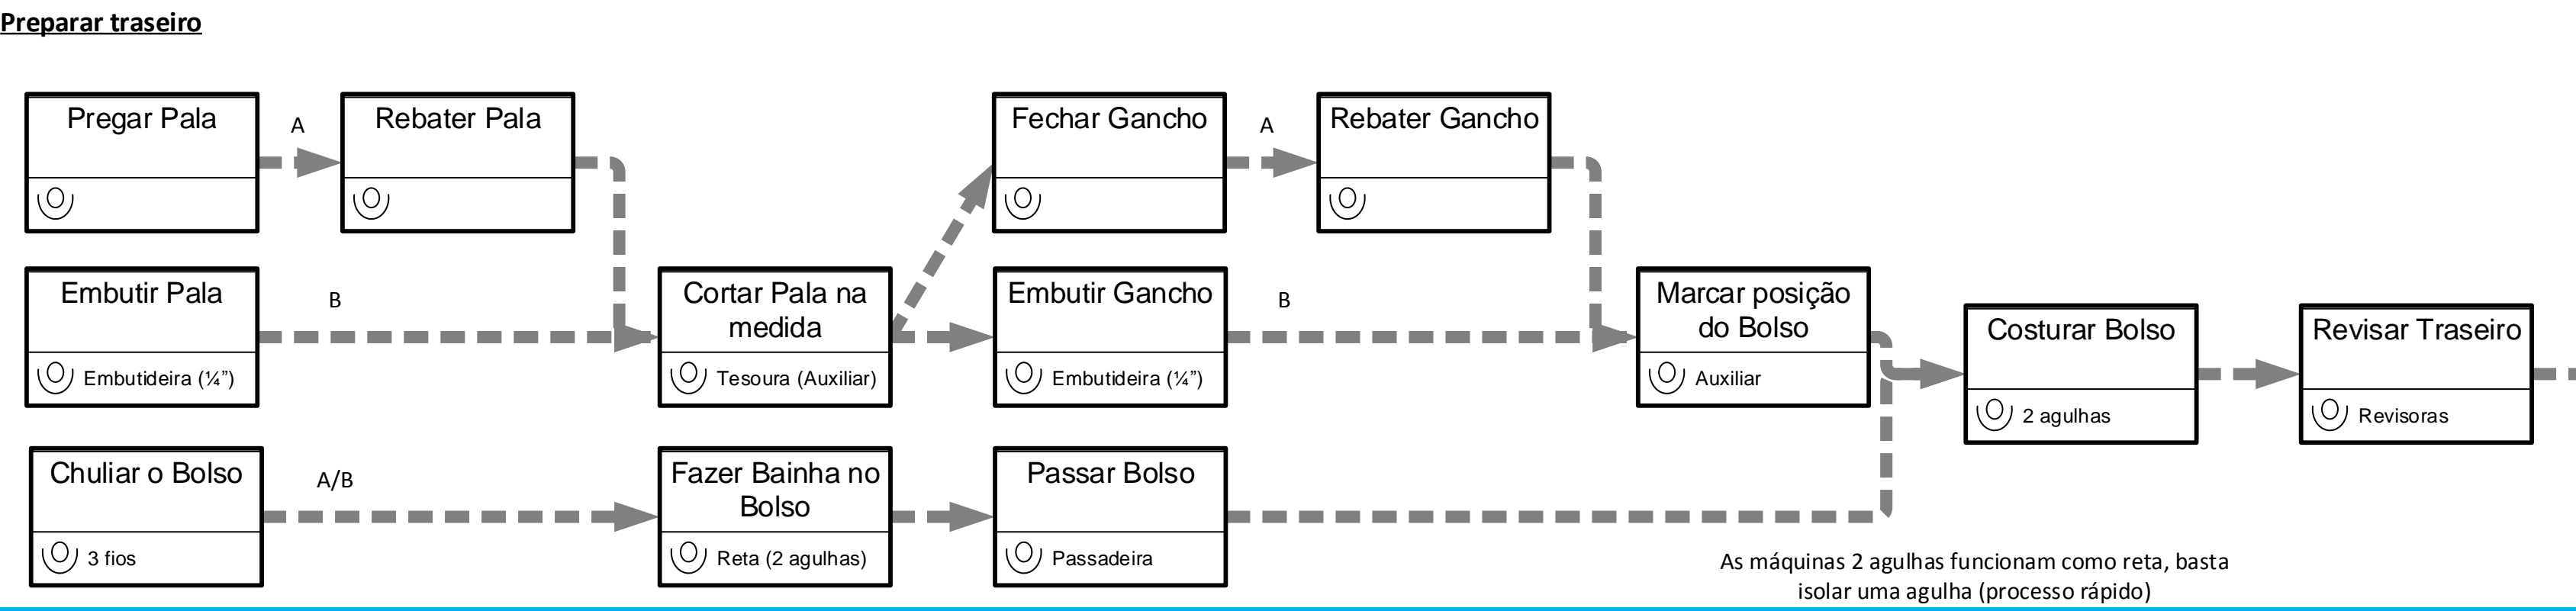 Preparar traseiro
Pregar Pala
A
Rebater Pala
Fechar Gancho
A
Rebater Gancho
Embutir Pala
Embutideira (¼”)
B
Cortar Pala na
medida
Tesoura (Auxiliar)
Embutir Gancho
Embutideira (¼”)
B
Marcar posição
do Bolso
Auxiliar
Costurar Bolso
2 agulhas
Revisar Traseiro
Revisoras
Chuliar o Bolso
3 fios
A/B
Fazer Bainha no
Bolso
Reta (2 agulhas)
Passar Bolso
Passadeira
As máquinas 2 agulhas funcionam como reta, basta
isolar uma agulha (processo rápido)